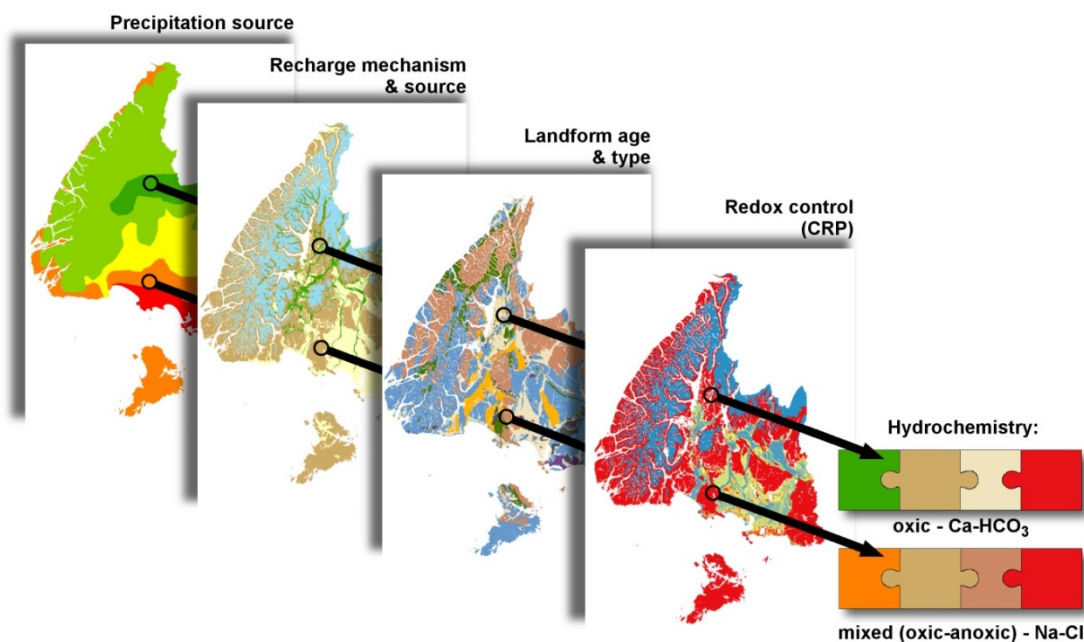 Precipitation source
Recharge mechanism
& source
Landform age
& type
Redox control
(CRP)
Hydrochemistry:
oxic - Ca-HCO₃
mixed (oxic-anoxic) - Na-Cl